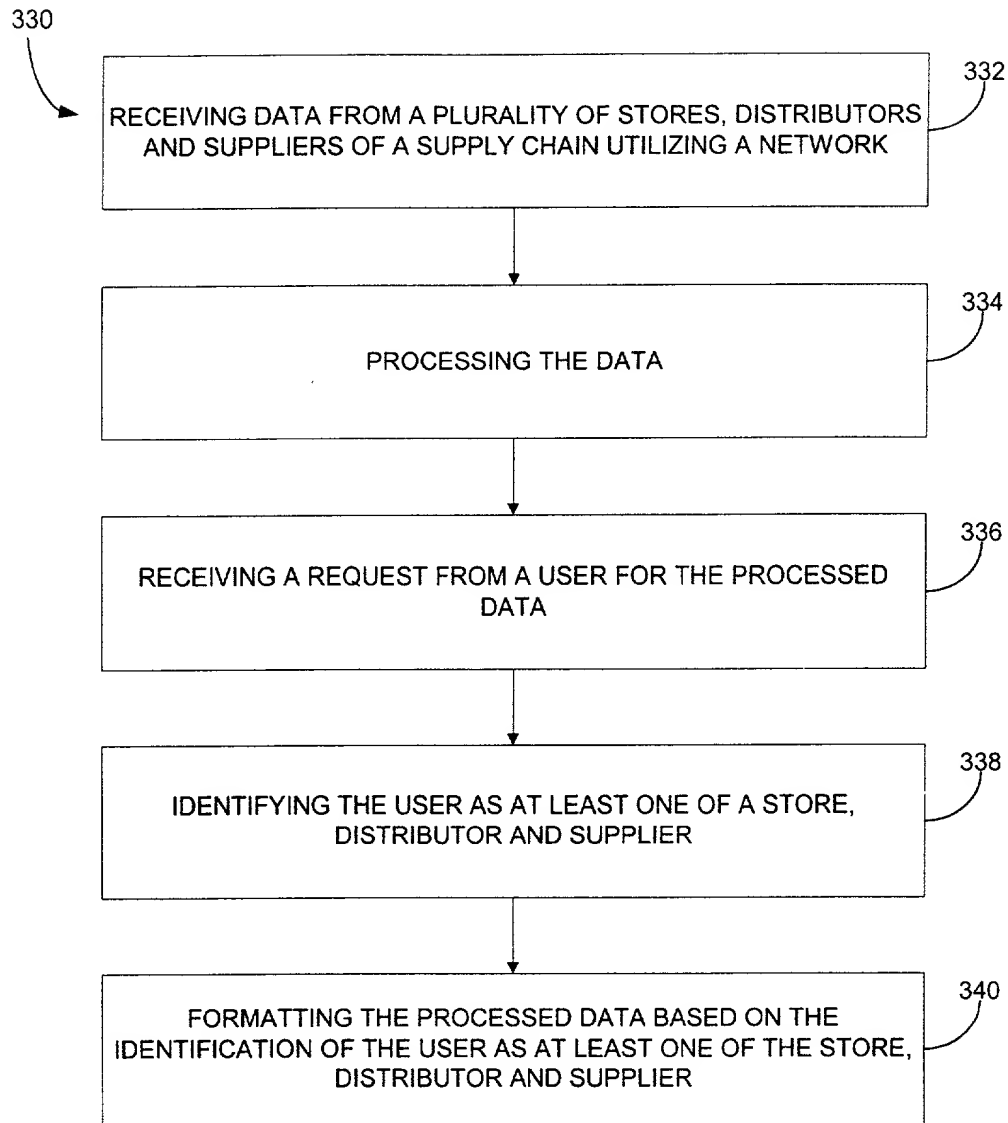 330
332
RECEIVING DATA FROM A PLURALITY OF STORES, DISTRIBUTORS
AND SUPPLIERS OF A SUPPLY CHAIN UTILIZING A NETWORK
334
PROCESSING THE DATA
336
RECEIVING A REQUEST FROM A USER FOR THE PROCESSED
DATA
338
IDENTIFYING THE USER AS AT LEAST ONE OF A STORE,
DISTRIBUTOR AND SUPPLIER
340
FORMATTING THE PROCESSED DATA BASED ON THE
IDENTIFICATION OF THE USER AS AT LEAST ONE OF THE STORE,
DISTRIBUTOR AND SUPPLIER